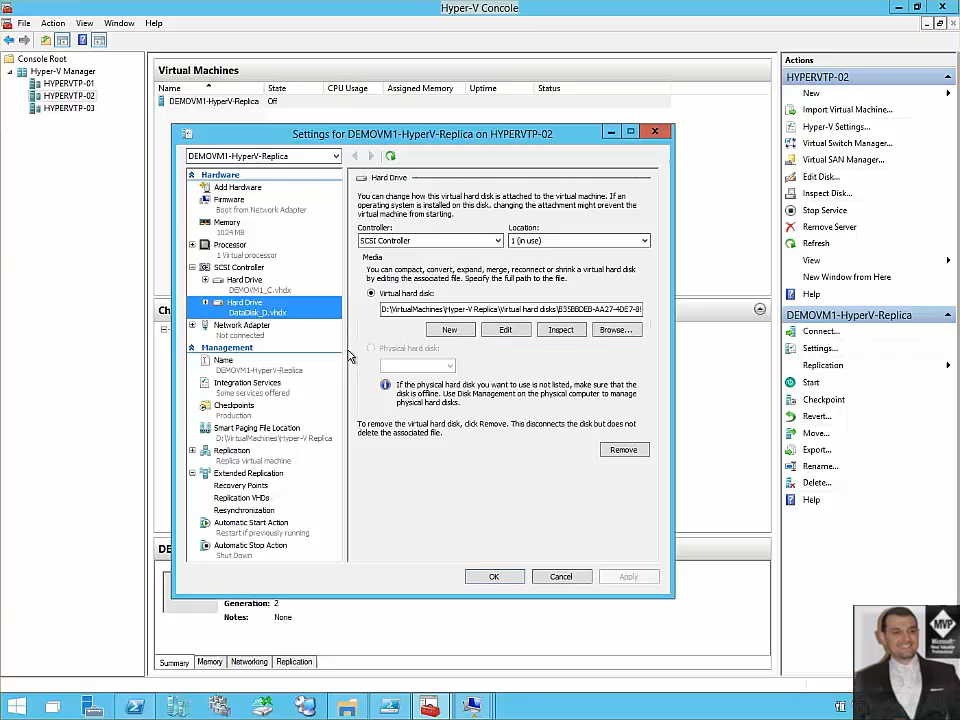 Hyper-V Concole
File Action View Window Help
Console Root
Hyper-V Manager
HYPERVTP-01
HYPERVTP-02
HYPERVTP-03
Virtual Machines
Name State CPU Usage Assigned Memory Uptime Status
DEMOVM1-HyperV-Replica Off
Settings for DEMOVM1-HyperV-Replica on HYPERVTP-02
DEMOVM1-HyperV-Replica
Hardware
Add Hardware
Firmware
Boot from Network Adapter
Memory
1024 MB
Processor
1 Virtual processor
SCSI Controller
Hard Drive
DEMOVM1_C.vhdx
Hard Drive
DataDisk_D.vhdx
Network Adapter
Not connected
Management
Name
DEMOVM1-HyperV-Replica
Integration Services
Some services offered
Checkpoints
Production
Smart Paging File Location
D:\VirtualMachines\Hyper-V Replica
Replication
Replica virtual machine
Extended Replication
Recovery Points
Replication VHDs
Resynchronization
Automatic Start Action
Restart if previously running
Automatic Stop Action
Shut Down
Hard Drive
You can change how this virtual hard disk is attached to the virtual machine. If an
operating system is installed on this disk, changing the attachment might prevent the
virtual machine from starting.
Controller: Location:
SCSI Controller 1 (in use)
Media
You can compact, convert, expand, merge, reconnect or shrink a virtual hard disk
by editing the associated file. Specify the full path to the file.
Virtual hard disk:
D:\VirtualMachines\Hyper-V Replica\Virtual hard disks\B35BBDEB-AA27-4DE7-
New Edit Inspect Browse...
Physical hard disk:
If the physical hard disk you want to use is not listed, make sure that the
disk is offline. Use Disk Management on the physical computer to manage
physical hard disks.
To remove the virtual hard disk, click Remove. This disconnects the disk but does not
delete the associated file.
Remove
OK Cancel Apply
Ch
DE
Generation: 2
Notes: None
Summary Memory Networking Replication
Actions
HYPERVTP-02
New
Import Virtual Machine...
Hyper-V Settings...
Virtual Switch Manager...
Virtual SAN Manager...
Edit Disk...
Inspect Disk...
Stop Service
Remove Server
Refresh
View
New Window from Here
Help
DEMOVM1-HyperV-Replica
Connect...
Settings...
Replication
Start
Checkpoint
Revert...
Move...
Export...
Rename...
Delete...
Help
MVP